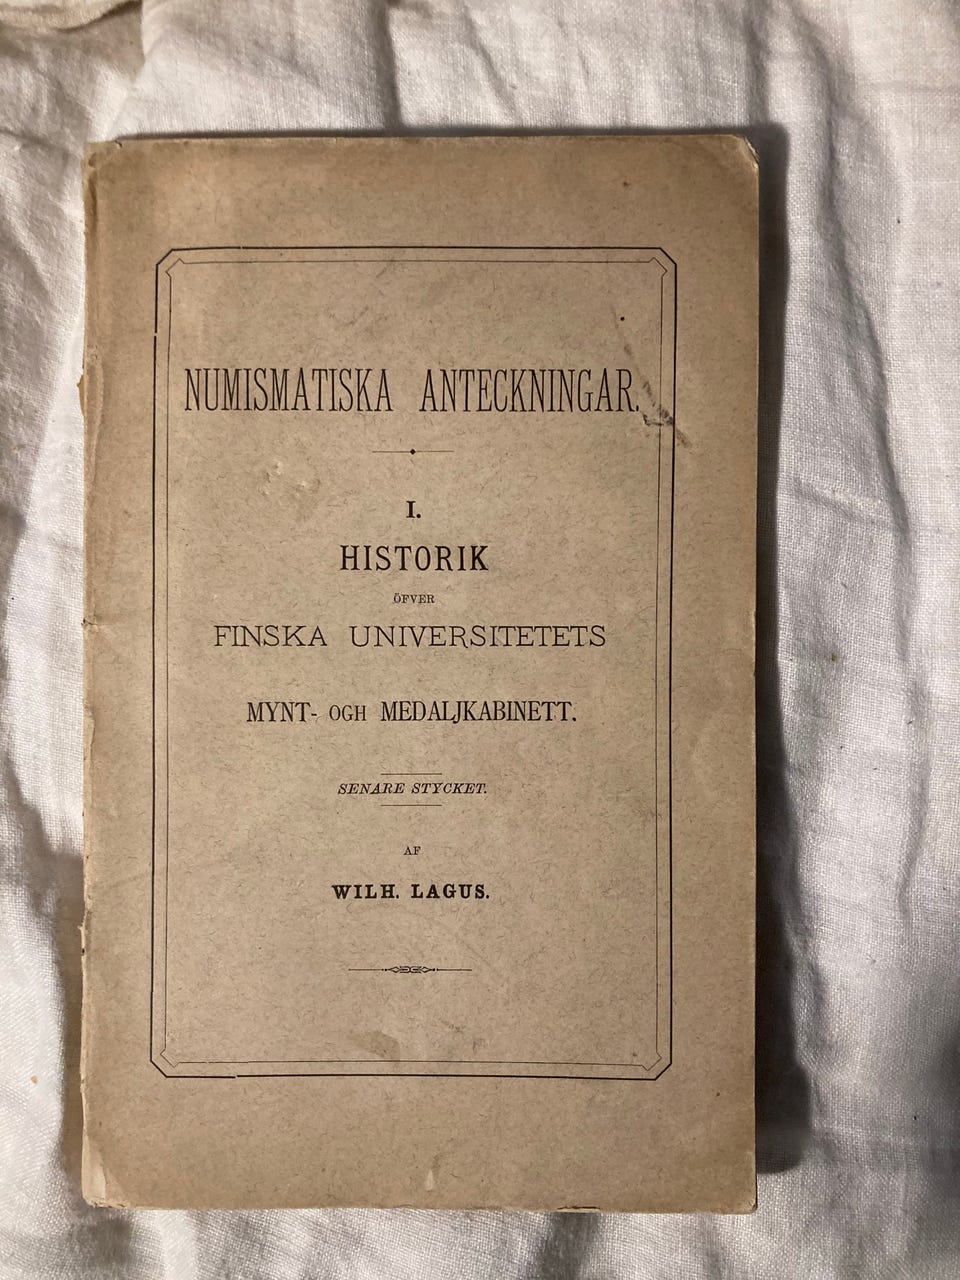 NUMISMATISKA ANTECKNINGAR.
I.
HISTORIK
ÖFVER
FINSKA UNIVERSITETETS
MYNT- OGH MEDALJKABINETT.
SENARE STYCKET.
AF
WILH. LAGUS.